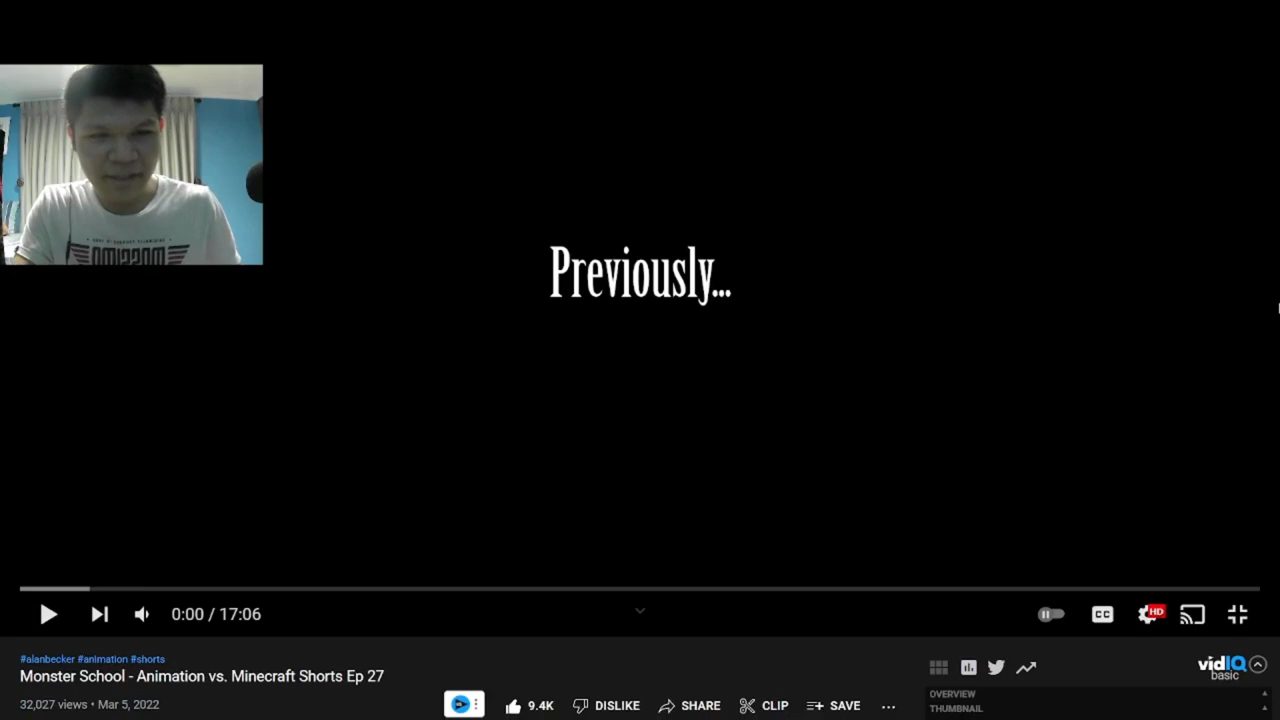 Previously...
0:00 / 17:06
CC
HD
#alanbecker #animation #shorts
Monster School - Animation vs. Minecraft Shorts Ep 27
32,027 views • Mar 5, 2022
9.4K
DISLIKE
SHARE
CLIP
SAVE
vidIQ
basic
OVERVIEW
THUMBNAIL